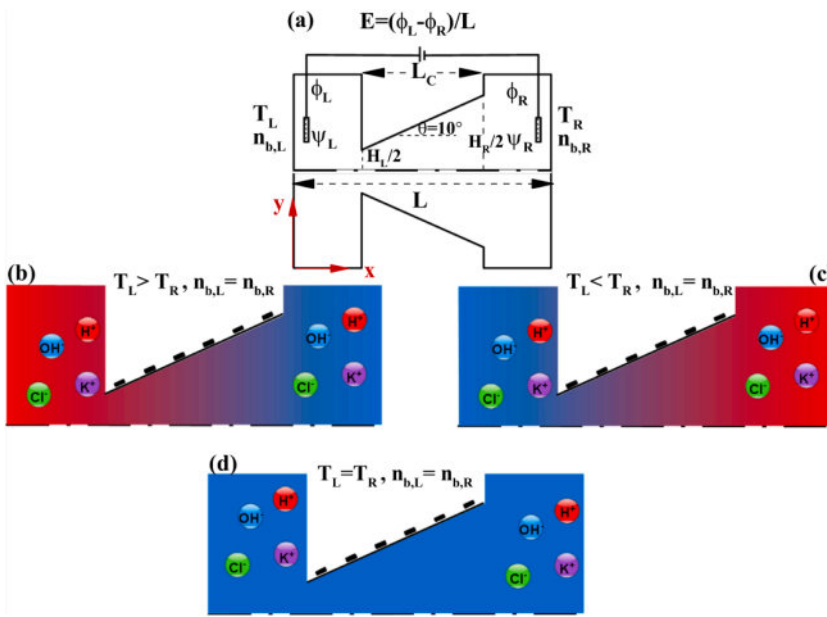 (a) E=(ϕL-ϕR)/L
LC
ϕL ϕR
TL TR
nb,L ψL θ=10° HR/2 ψR nb,R
HL/2
L
y
x
(b) TL> TR , nb,L= nb,R
TL< TR , nb,L= nb,R (c)
H+ OH- Cl- K+
OH- H+ Cl- K+
OH- H+ Cl- K+
OH- H+ Cl- K+
(d) TL=TR , nb,L= nb,R
H+ OH- Cl- K+
OH- H+ Cl- K+